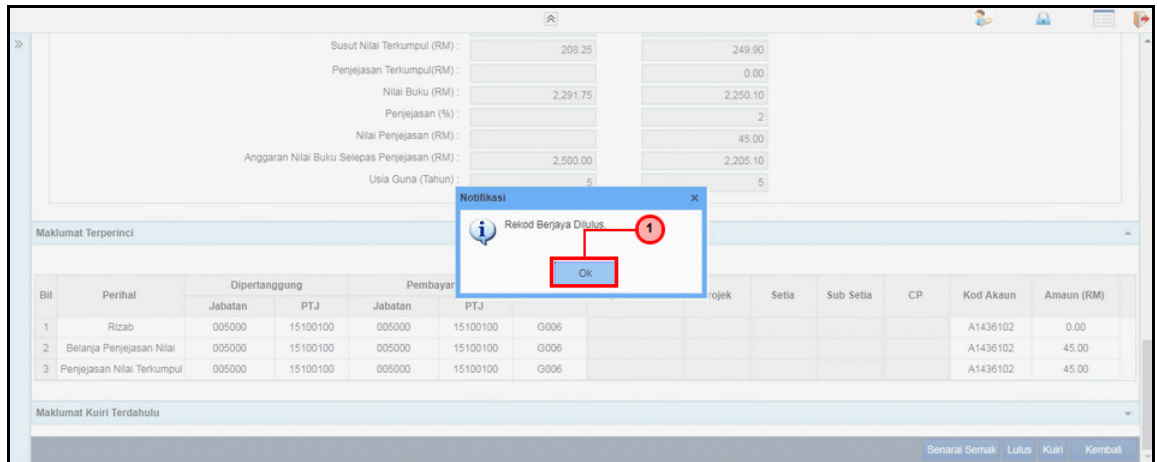 Susut Nilai Terkumpul (RM) : 208.25 249.90
Penjejasan Terkumpul(RM) : 0.00
Nilai Buku (RM) : 2,291.75 2,250.10
Penjejasan (%) : 2
Nilai Penjejasan (RM) : 45.00
Anggaran Nilai Buku Selepas Penjejasan (RM) : 2,500.00 2,205.10
Usia Guna (Tahun) : 5 5
Notifikasi x
Rekod Berjaya Dilulus. 1
Ok
Maklumat Terperinci
Bil Perihal Dipertanggung Pembayar rojek Setia Sub Setia CP Kod Akaun Amaun (RM)
Jabatan PTJ Jabatan PTJ
1 Rizab 005000 15100100 005000 15100100 G006 A1436102 0.00
2 Belanja Penjejasan Nilai 005000 15100100 005000 15100100 G006 A1436102 45.00
3 Penjejasan Nilai Terkumpul 005000 15100100 005000 15100100 G006 A1436102 45.00
Maklumat Kuiri Terdahulu
Senarai Semak Lulus Kuiri Kembali